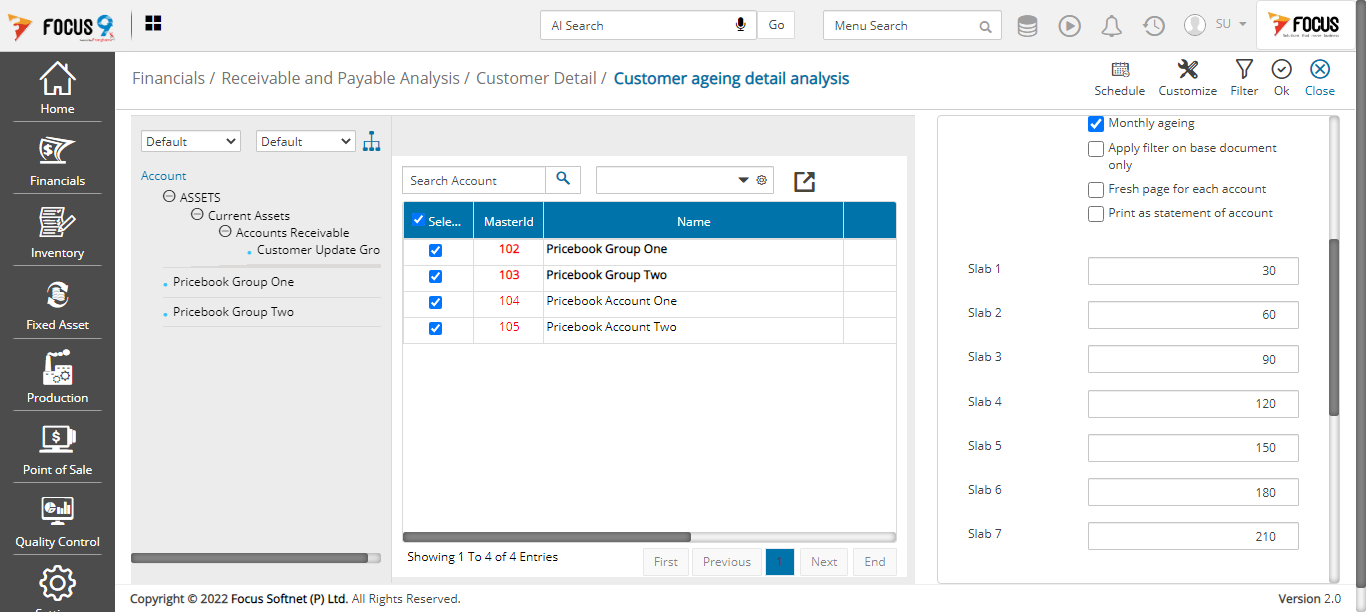 FOCUS 9
AI Search
Go
Menu Search
SU
FOCUS
Home
Financials
Inventory
Fixed Asset
Production
Point of Sale
Quality Control
Financials / Receivable and Payable Analysis / Customer Detail / Customer ageing detail analysis
Schedule
Customize
Filter
Ok
Close
Default
Default
Account
ASSETS
Current Assets
Accounts Receivable
Customer Update Gro
Pricebook Group One
Pricebook Group Two
Search Account
Sele... MasterId Name
102 Pricebook Group One
103 Pricebook Group Two
104 Pricebook Account One
105 Pricebook Account Two
Showing 1 To 4 of 4 Entries
First Previous 1 Next End
Monthly ageing
Apply filter on base document
only
Fresh page for each account
Print as statement of account
Slab 1 30
Slab 2 60
Slab 3 90
Slab 4 120
Slab 5 150
Slab 6 180
Slab 7 210
Copyright © 2022 Focus Softnet (P) Ltd. All Rights Reserved.
Version 2.0